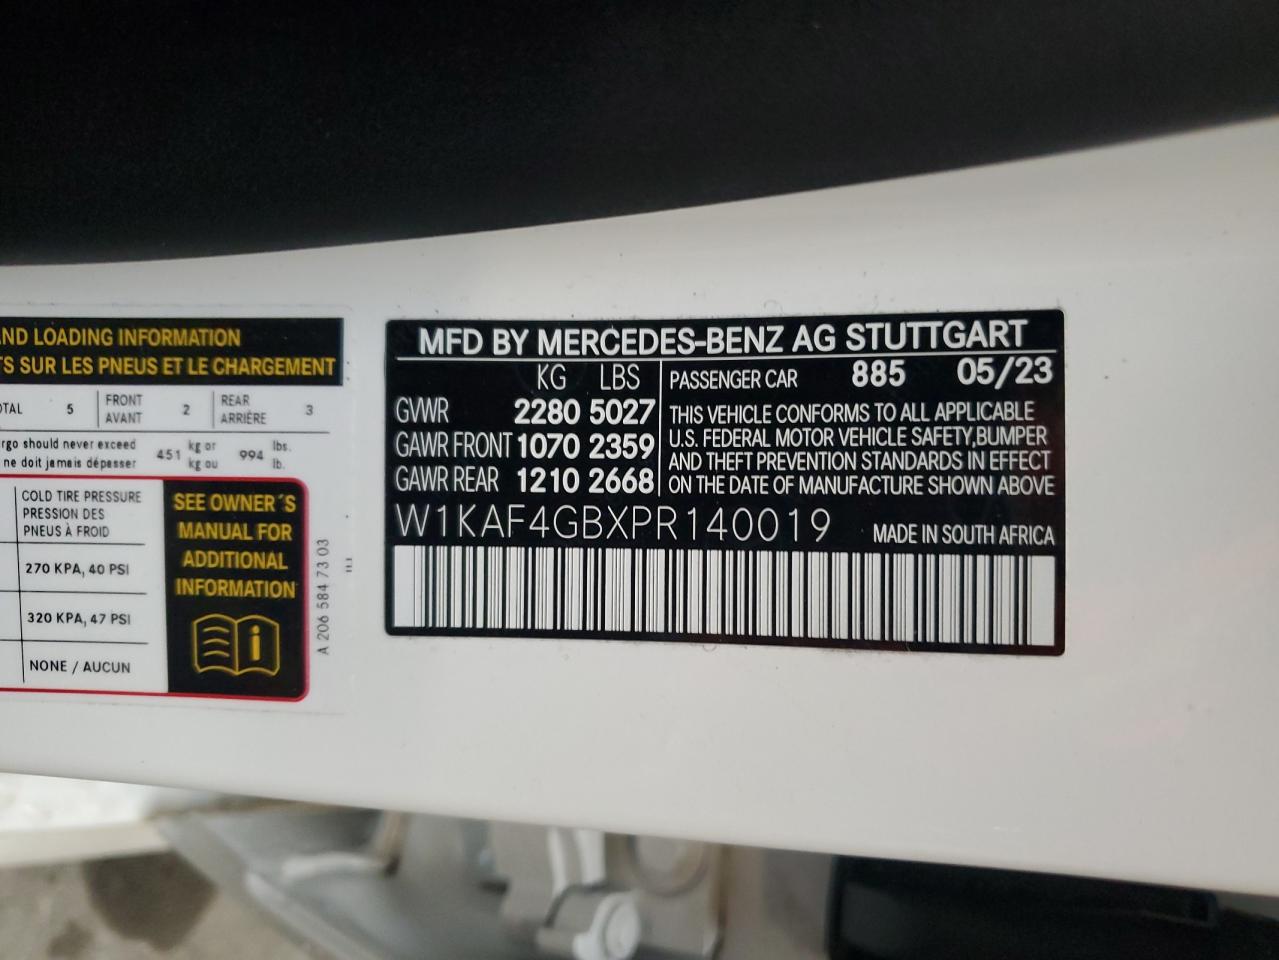 ND LOADING INFORMATION
TS SUR LES PNEUS ET LE CHARGEMENT
OTAL 5 FRONT AVANT 2 REAR ARRIÈRE 3
rgo should never exceed
ne doit jamais dépasser
451 kg or kg ou 994 lbs. lb.
COLD TIRE PRESSURE
PRESSION DES
PNEUS À FROID
270 KPA, 40 PSI
320 KPA, 47 PSI
NONE / AUCUN
SEE OWNER´S
MANUAL FOR
ADDITIONAL
INFORMATION
A 206 584 73 03
MFD BY MERCEDES-BENZ AG STUTTGART
KG LBS
GVWR 2280 5027
GAWR FRONT 1070 2359
GAWR REAR 1210 2668
PASSENGER CAR 885 05/23
THIS VEHICLE CONFORMS TO ALL APPLICABLE
U.S. FEDERAL MOTOR VEHICLE SAFETY,BUMPER
AND THEFT PREVENTION STANDARDS IN EFFECT
ON THE DATE OF MANUFACTURE SHOWN ABOVE
W1KAF4GBXPR140019 MADE IN SOUTH AFRICA